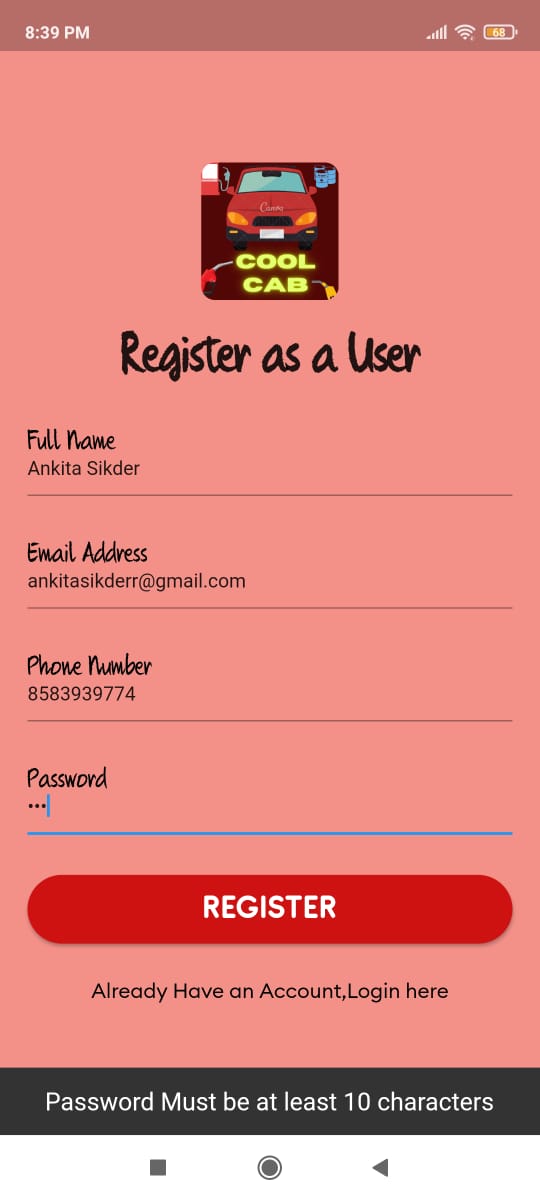 8:39 PM
68
Canva
COOL
CAB
Register as a User
Full Name
Ankita Sikder
Email Address
ankitasikderr@gmail.com
Phone Number
8583939774
Password
•••
REGISTER
Already Have an Account,Login here
Password Must be at least 10 characters